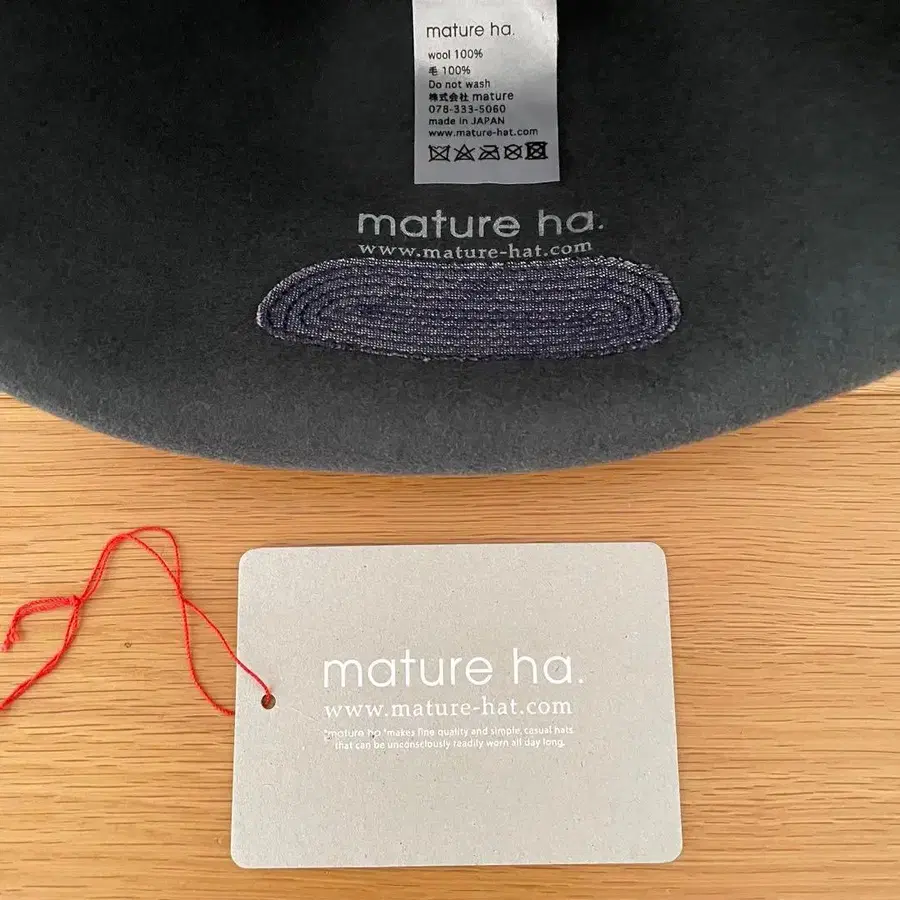 mature ha.
wool 100%
毛 100%
Do not wash
株式会社 mature
078-333-5060
made in JAPAN
www.mature-hat.com
mature ha.
www.mature-hat.com
mature ha.
www.mature-hat.com
"mature ha."makes fine quality and simple, casual hats
that can be unconsciously readily worn all day long.